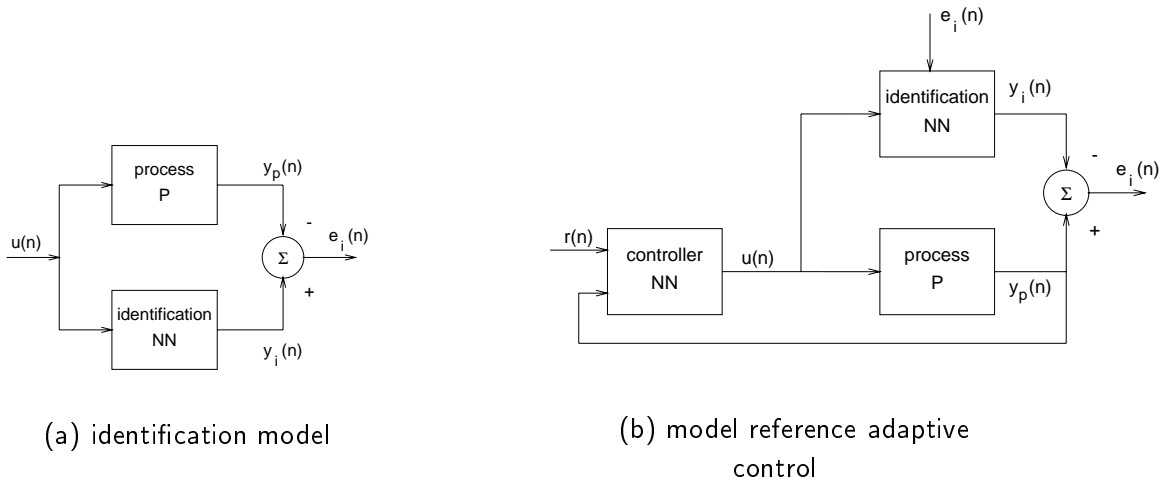 process
P
y_p(n)
-
u(n)
Σ
e_i(n)
+
identification
NN
y_i(n)
(a) identification model
e_i(n)
identification
NN
y_i(n)
-
e_i(n)
Σ
+
r(n)
controller
NN
u(n)
process
P
y_p(n)
(b) model reference adaptive
control